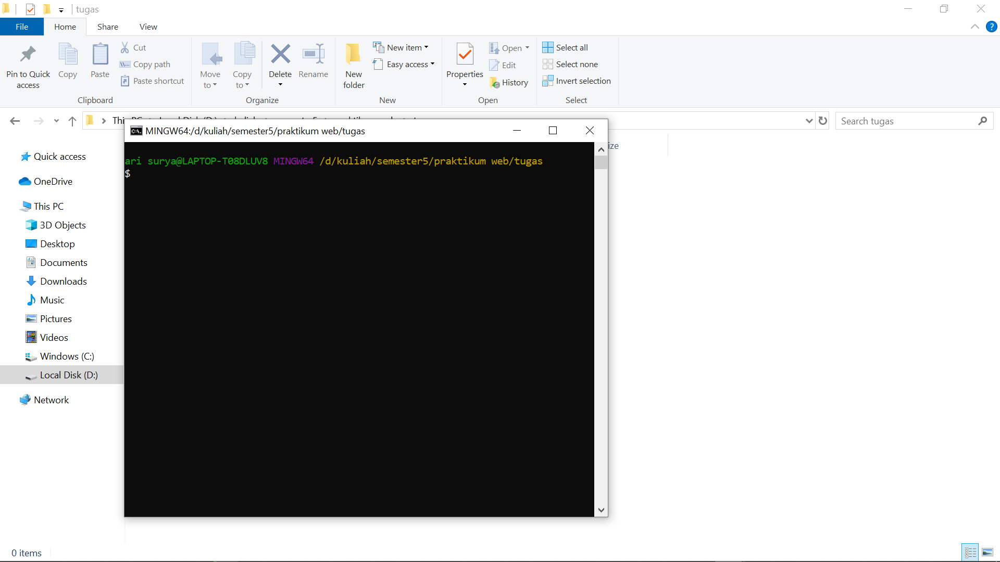 tugas
File Home Share View
Pin to Quick access
Copy
Paste
Cut
Copy path
Paste shortcut
Clipboard
Move to
Copy to
Delete
Rename
Organize
New folder
New item
Easy access
New
Properties
Open
Edit
History
Open
Select all
Select none
Invert selection
Select
Search tugas
MINGW64:/d/kuliah/semester5/praktikum web/tugas
ari surya@LAPTOP-T08DLUV8 MINGW64 /d/kuliah/semester5/praktikum web/tugas
$
Quick access
OneDrive
This PC
3D Objects
Desktop
Documents
Downloads
Music
Pictures
Videos
Windows (C:)
Local Disk (D:)
Network
0 items